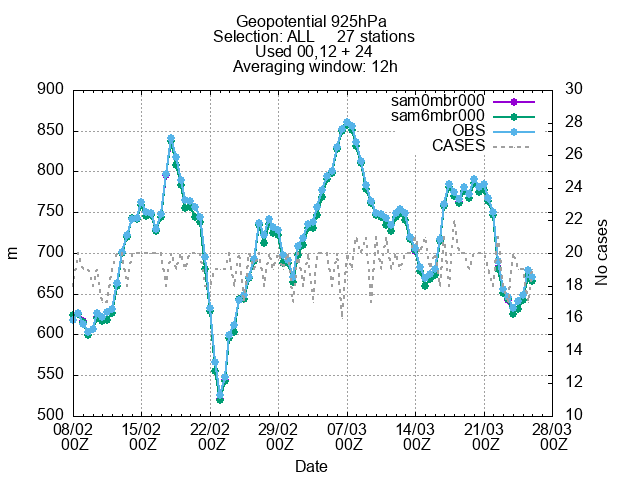 Geopotential 925hPa
Selection: ALL 27 stations
Used 00,12 + 24
Averaging window: 12h
900
850
800
750
700
650
600
550
500
m
30
28
26
24
22
20
18
16
14
12
10
No cases
sam0mbr000
sam6mbr000
OBS
CASES
08/02 15/02 22/02 29/02 07/03 14/03 21/03 28/03
00Z 00Z 00Z 00Z 00Z 00Z 00Z 00Z
Date